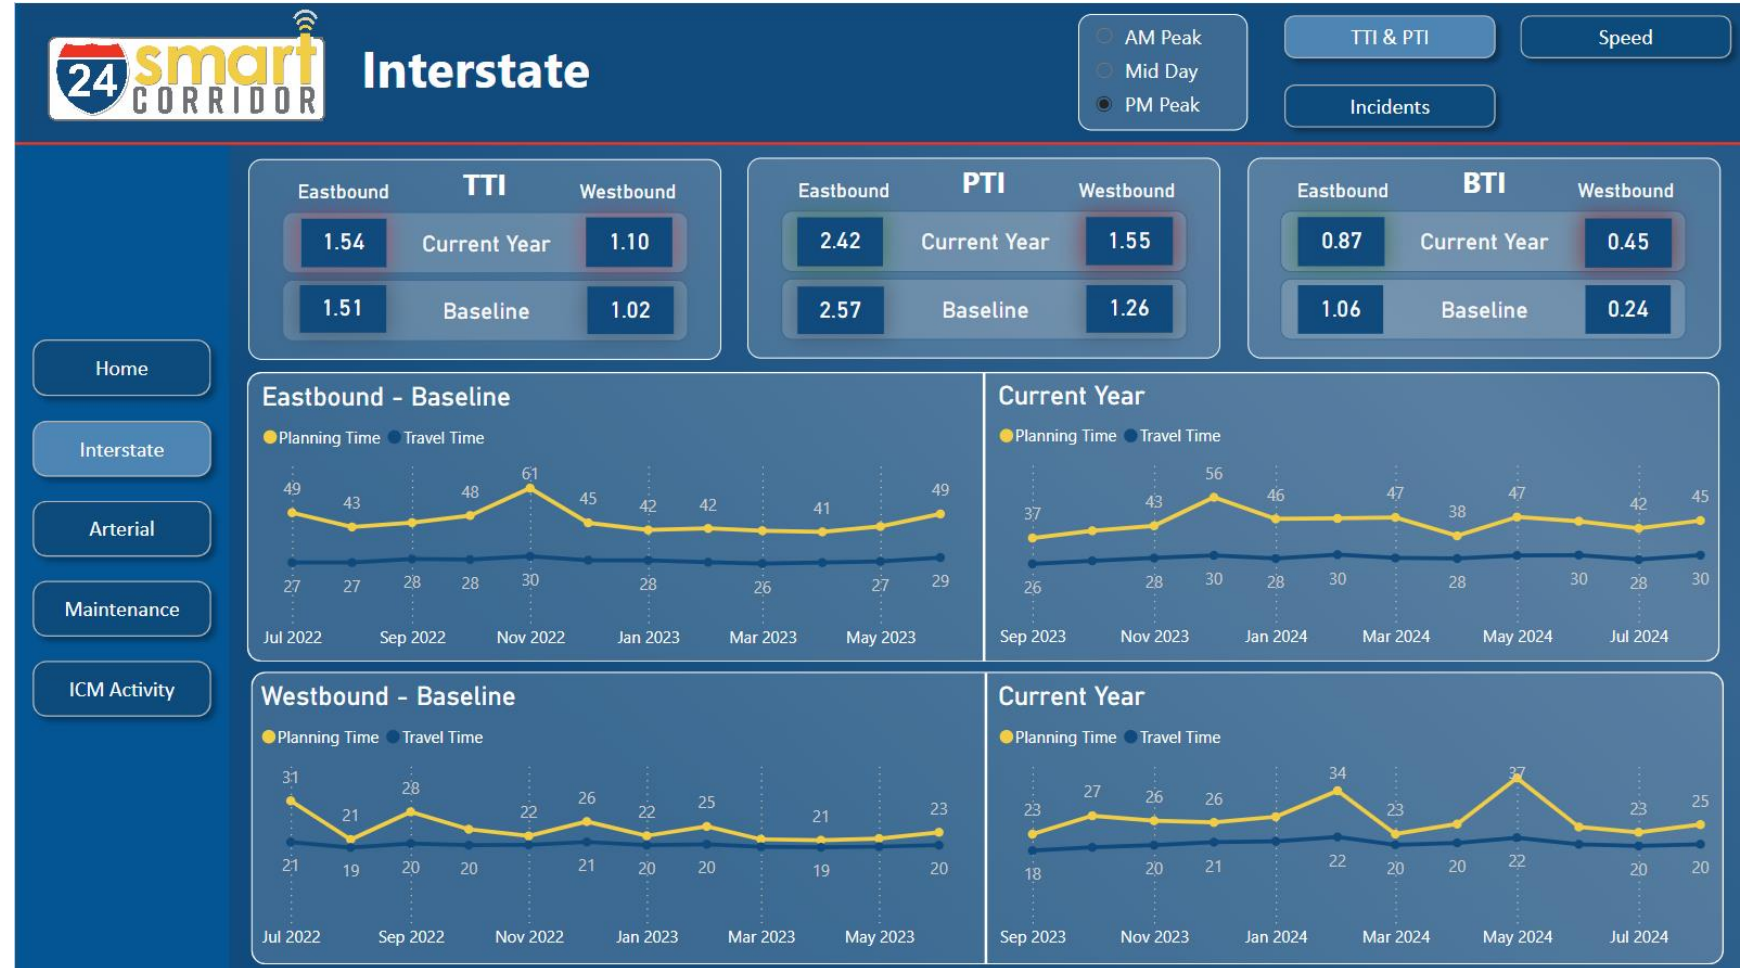 24 smart
CORRIDOR
Interstate
AM Peak
Mid Day
PM Peak
TTI & PTI
Speed
Incidents
Home
Interstate
Arterial
Maintenance
ICM Activity
Eastbound TTI Westbound
1.54 Current Year 1.10
1.51 Baseline 1.02
Eastbound PTI Westbound
2.42 Current Year 1.55
2.57 Baseline 1.26
Eastbound BTI Westbound
0.87 Current Year 0.45
1.06 Baseline 0.24
Eastbound - Baseline
Planning Time Travel Time
49 43 48 61 45 42 42 41 49
27 27 28 28 30 28 26 27 29
Jul 2022 Sep 2022 Nov 2022 Jan 2023 Mar 2023 May 2023
Current Year
Planning Time Travel Time
37 43 56 46 47 38 47 42 45
26 28 30 28 30 28 30 28 30
Sep 2023 Nov 2023 Jan 2024 Mar 2024 May 2024 Jul 2024
Westbound - Baseline
Planning Time Travel Time
31 21 28 22 26 22 25 21 23
21 19 20 20 21 20 20 19 20
Jul 2022 Sep 2022 Nov 2022 Jan 2023 Mar 2023 May 2023
Current Year
Planning Time Travel Time
23 27 26 26 34 23 37 23 25
18 20 21 22 20 20 22 20 20
Sep 2023 Nov 2023 Jan 2024 Mar 2024 May 2024 Jul 2024